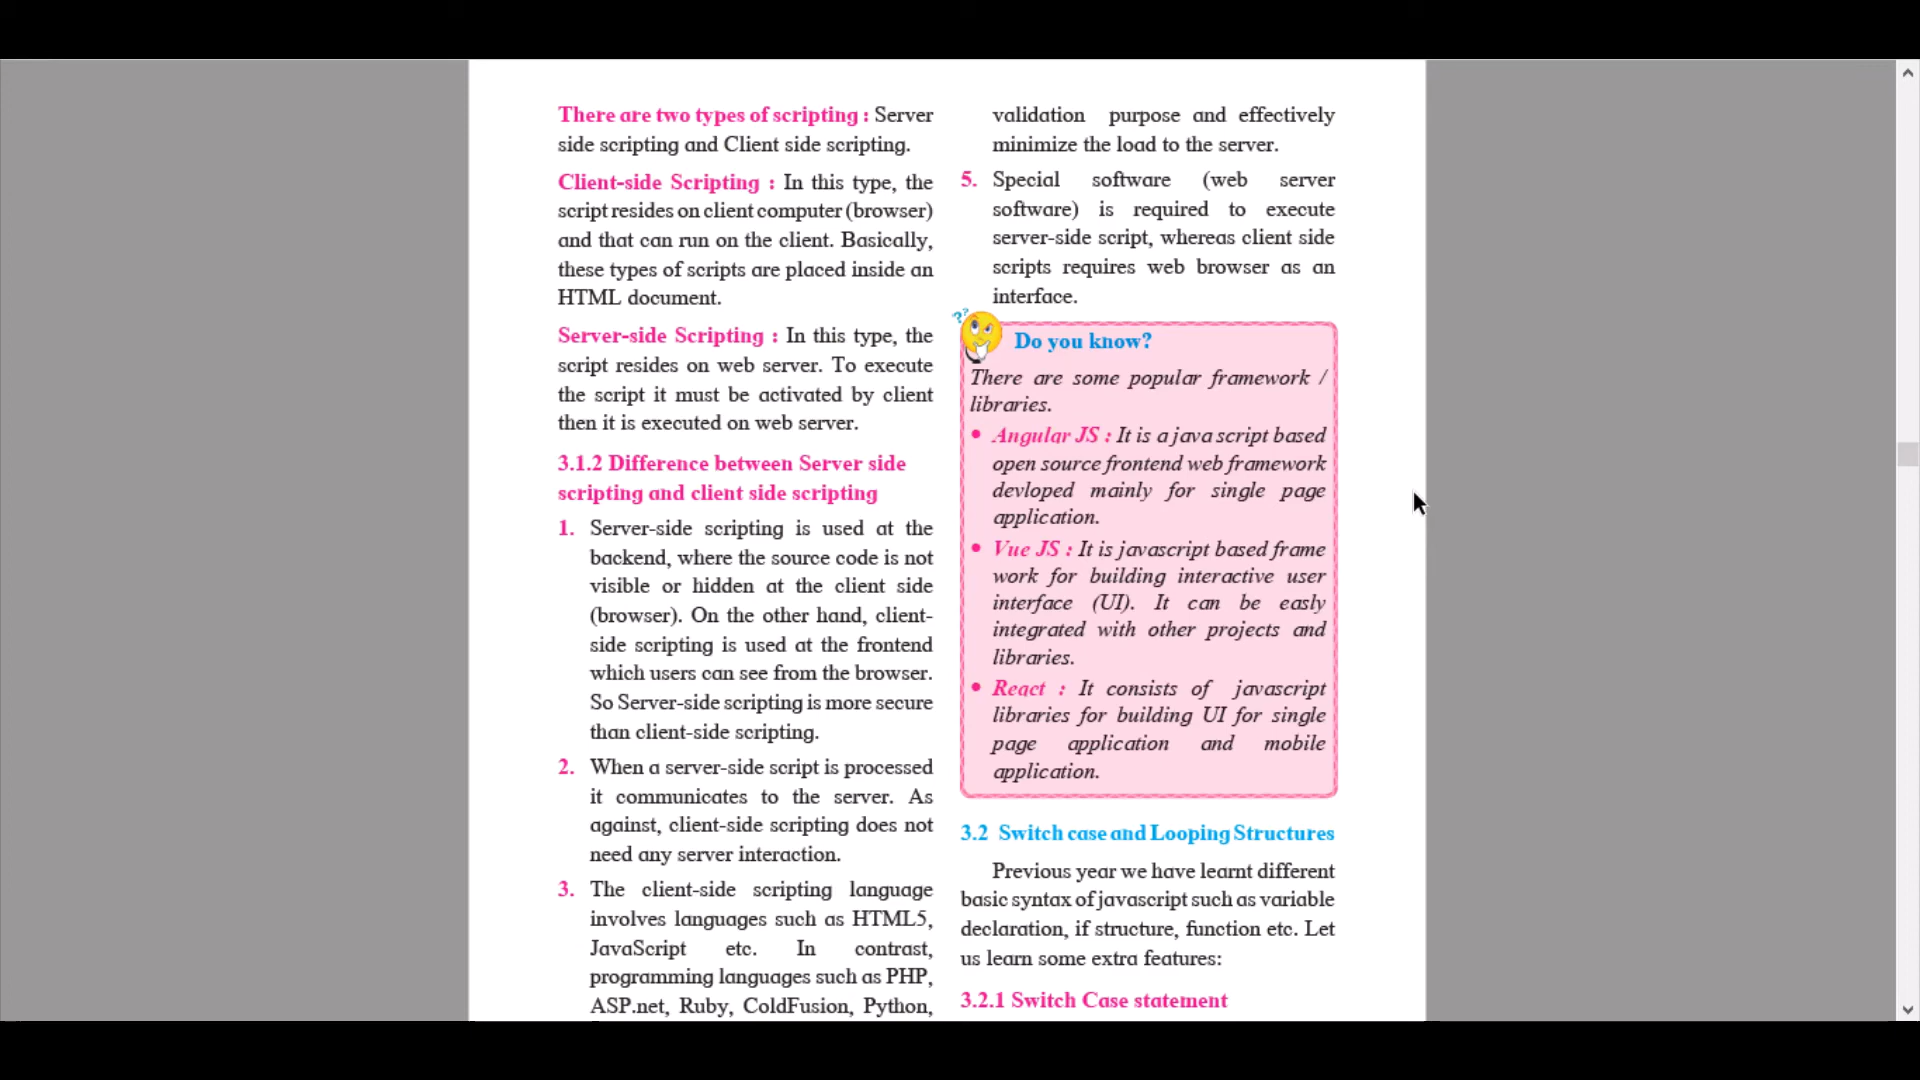 There are two types of scripting : Server
side scripting and Client side scripting.
Client-side Scripting : In this type, the
script resides on client computer (browser)
and that can run on the client. Basically,
these types of scripts are placed inside an
HTML document.
Server-side Scripting : In this type, the
script resides on web server. To execute
the script it must be activated by client
then it is executed on web server.
3.1.2 Difference between Server side
scripting and client side scripting
1. Server-side scripting is used at the
backend, where the source code is not
visible or hidden at the client side
(browser). On the other hand, client-
side scripting is used at the frontend
which users can see from the browser.
So Server-side scripting is more secure
than client-side scripting.
2. When a server-side script is processed
it communicates to the server. As
against, client-side scripting does not
need any server interaction.
3. The client-side scripting language
involves languages such as HTML5,
JavaScript etc. In contrast,
programming languages such as PHP,
ASP.net, Ruby, ColdFusion, Python,
validation purpose and effectively
minimize the load to the server.
5. Special software (web server
software) is required to execute
server-side script, whereas client side
scripts requires web browser as an
interface.
??
Do you know?
There are some popular framework /
libraries.
• Angular JS : It is a java script based
open source frontend web framework
devloped mainly for single page
application.
• Vue JS : It is javascript based frame
work for building interactive user
interface (UI). It can be easly
integrated with other projects and
libraries.
• React : It consists of javascript
libraries for building UI for single
page application and mobile
application.
3.2 Switch case and Looping Structures
Previous year we have learnt different
basic syntax of javascript such as variable
declaration, if structure, function etc. Let
us learn some extra features:
3.2.1 Switch Case statement